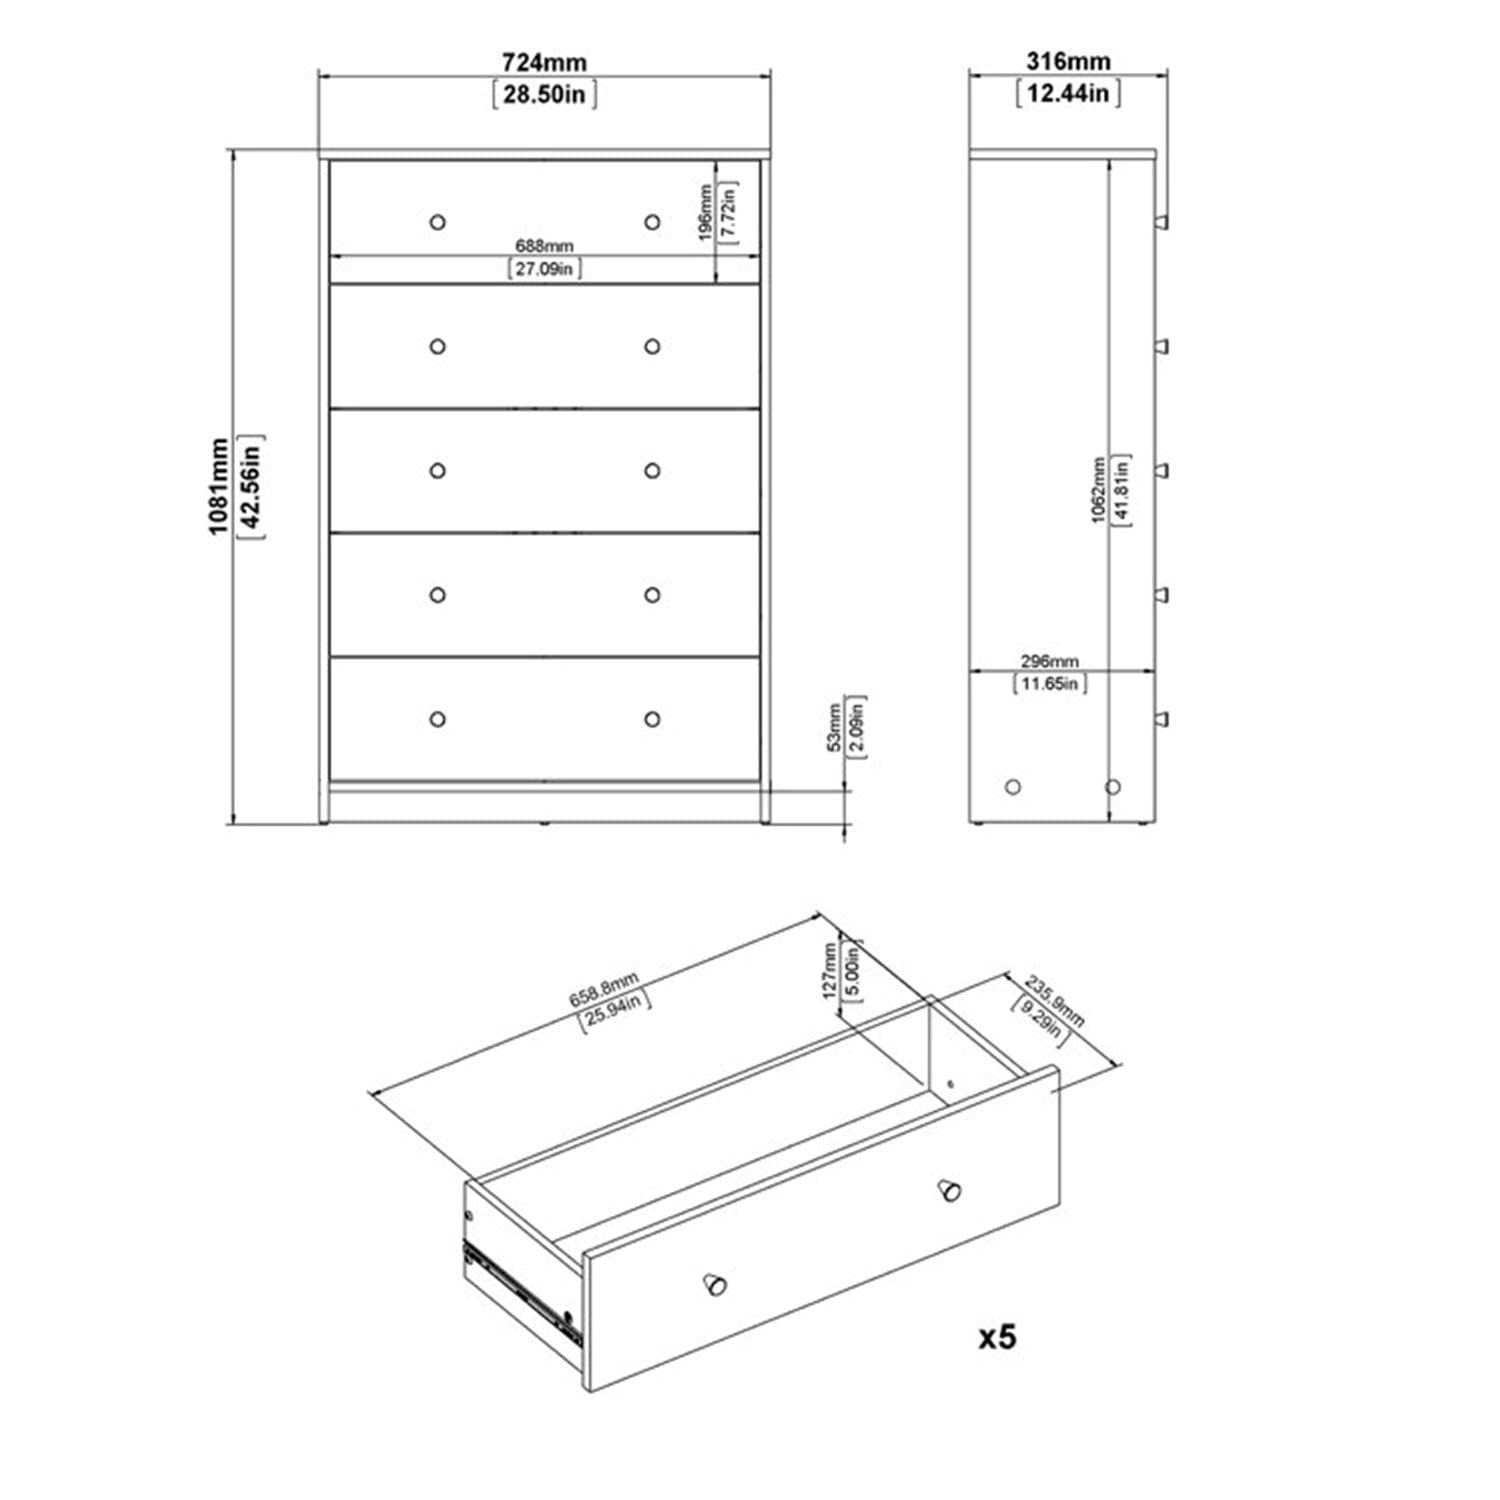 724mm
[28.50in]
316mm
[12.44in]
196mm
[7.72in]
688mm
[27.09in]
1081mm
[42.56in]
1062mm
[41.81in]
296mm
[11.65in]
53mm
[2.09in]
658.8mm
[25.94in]
127mm
[5.00in]
235.9mm
[9.29in]
x5